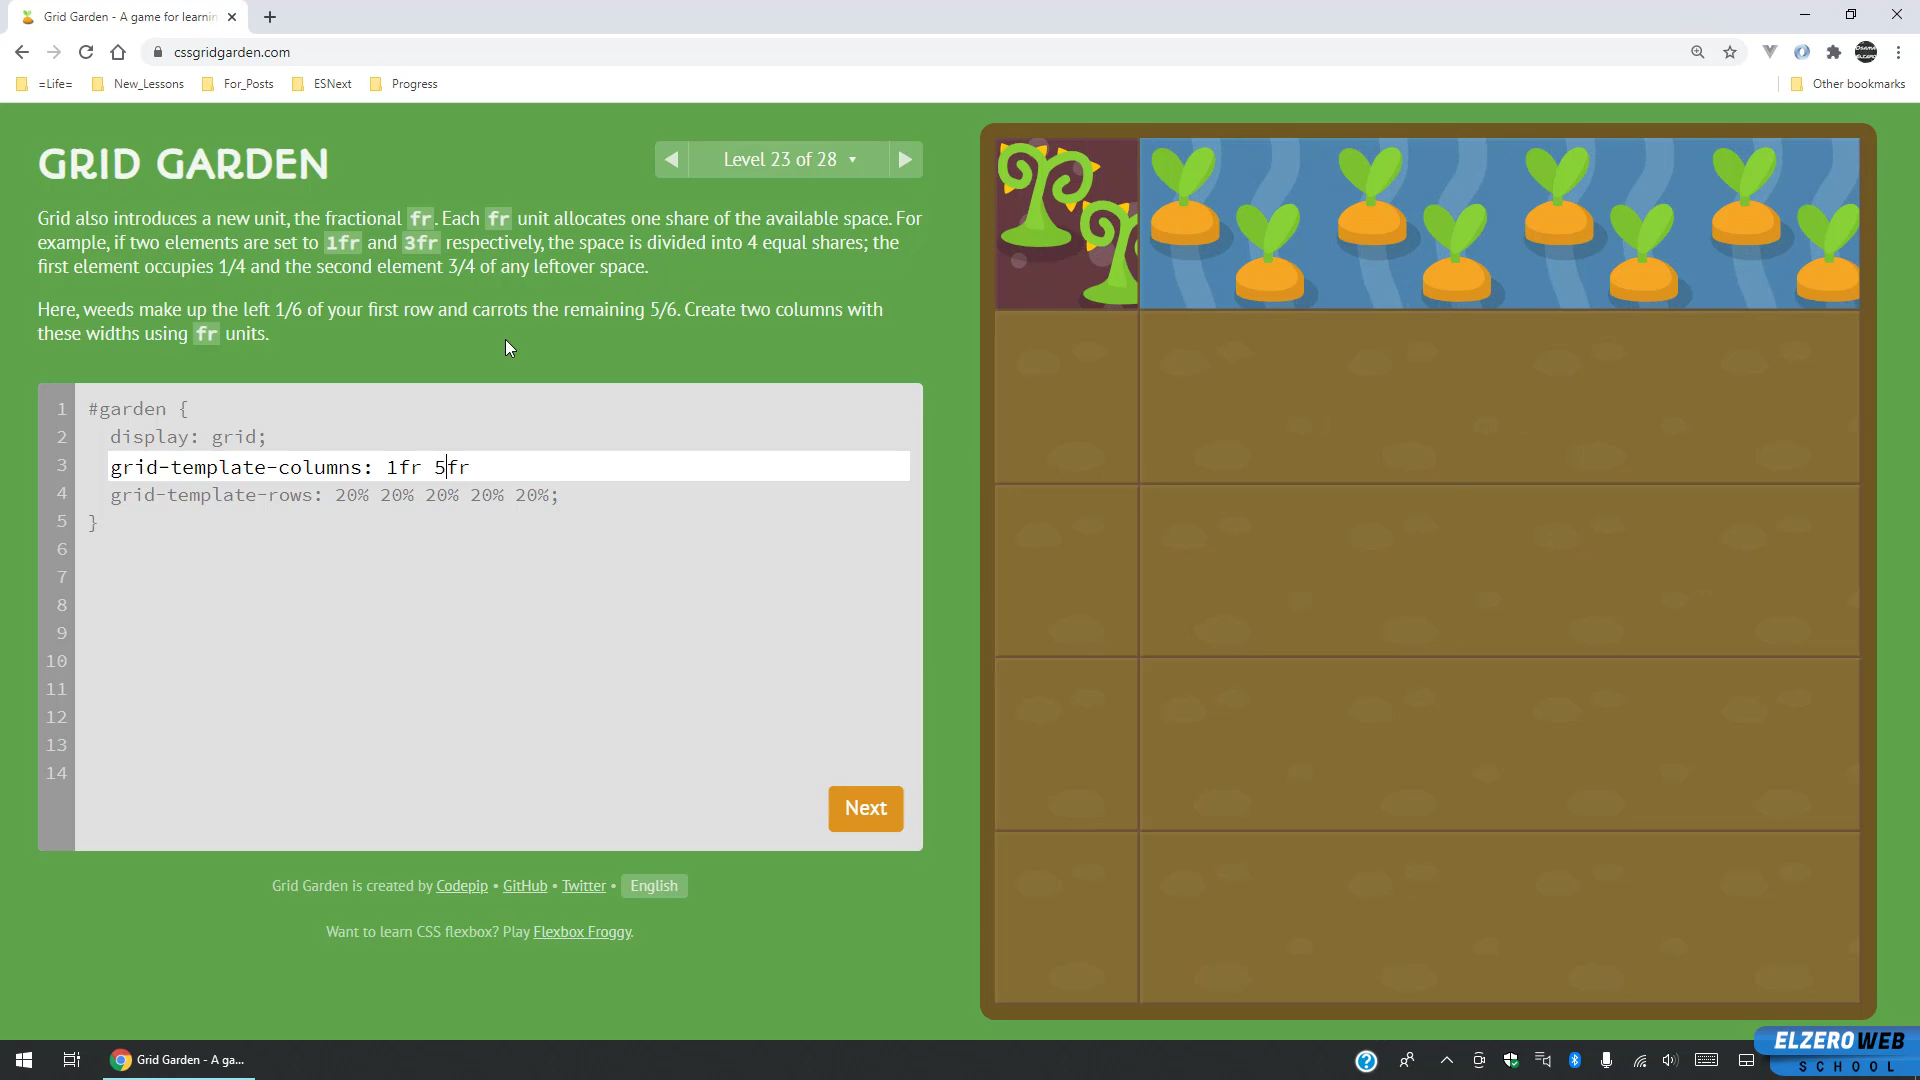 Grid Garden - A game for learnin
cssgridgarden.com
=Life=
New_Lessons
For_Posts
ESNext
Progress
Other bookmarks
GRID GARDEN
Level 23 of 28
Grid also introduces a new unit, the fractional fr. Each fr unit allocates one share of the available space. For
example, if two elements are set to 1fr and 3fr respectively, the space is divided into 4 equal shares; the
first element occupies 1/4 and the second element 3/4 of any leftover space.
Here, weeds make up the left 1/6 of your first row and carrots the remaining 5/6. Create two columns with
these widths using fr units.
1 #garden {
2 display: grid;
3 grid-template-columns: 1fr 5fr
4 grid-template-rows: 20% 20% 20% 20% 20%;
5 }
6
7
8
9
10
11
12
13
14
Next
Grid Garden is created by Codepip • GitHub • Twitter • English
Want to learn CSS flexbox? Play Flexbox Froggy.
Grid Garden - A ga...
ELZEROWEB
SCHOOL